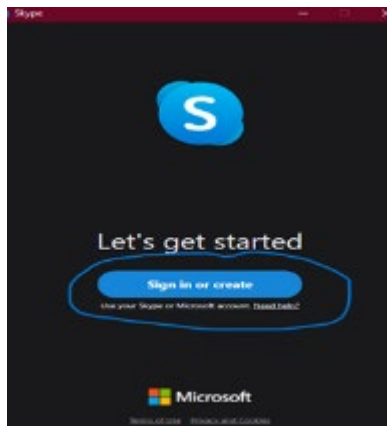 Skype
S
Let's get started
Sign in or create
Use your Skype or Microsoft account. Need help?
Microsoft
Terms of Use Privacy and Cookies